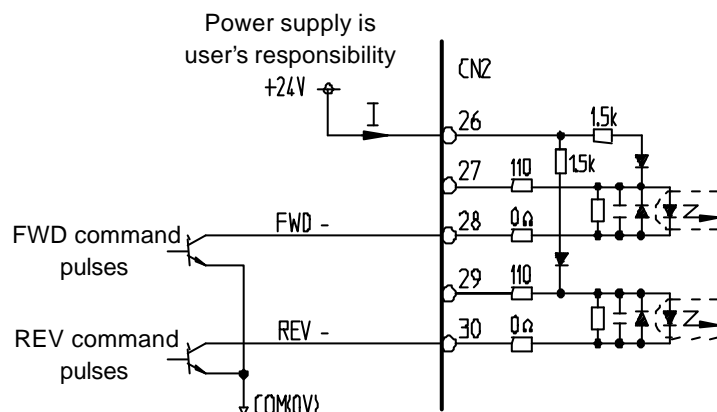 Power supply is
user's responsibility
+24V
CN2
I
26
1.5k
1.5k
27
110
FWD command
pulses
FWD -
28
0Ω
29
110
REV command
pulses
REV -
30
0Ω
COM(0V)